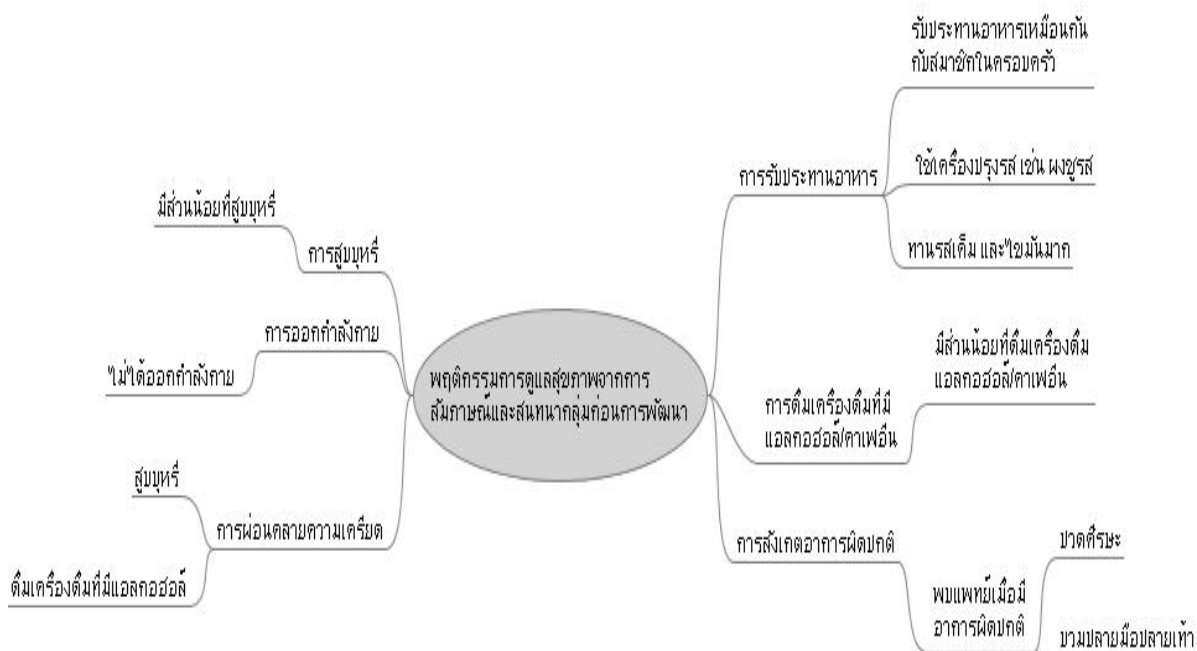 พฤติกรรมการดูแลสุขภาพจากการ
สัมภาษณ์และสนทนากลุ่มก่อนการพัฒนา
การรับประทานอาหาร
รับประทานอาหารเหมือนกัน
กับสมาชิกในครอบครัว
ใช้เครื่องปรุงรส เช่น ผงชูรส
ทานรสเค็ม และไขมันมาก
การดื่มเครื่องดื่มที่มี
แอลกอฮอล์/คาเฟอีน
มีส่วนน้อยที่ดื่มเครื่องดื่ม
แอลกอฮอล์/คาเฟอีน
การสังเกตอาการผิดปกติ
พบแพทย์เมื่อมี
อาการผิดปกติ
ปวดศีรษะ
บวมปลายมือปลายเท้า
การสูบบุหรี่
มีส่วนน้อยที่สูบบุหรี่
การออกกำลังกาย
ไม่ได้ออกกำลังกาย
การผ่อนคลายความเครียด
สูบบุหรี่
ดื่มเครื่องดื่มที่มีแอลกอฮอล์